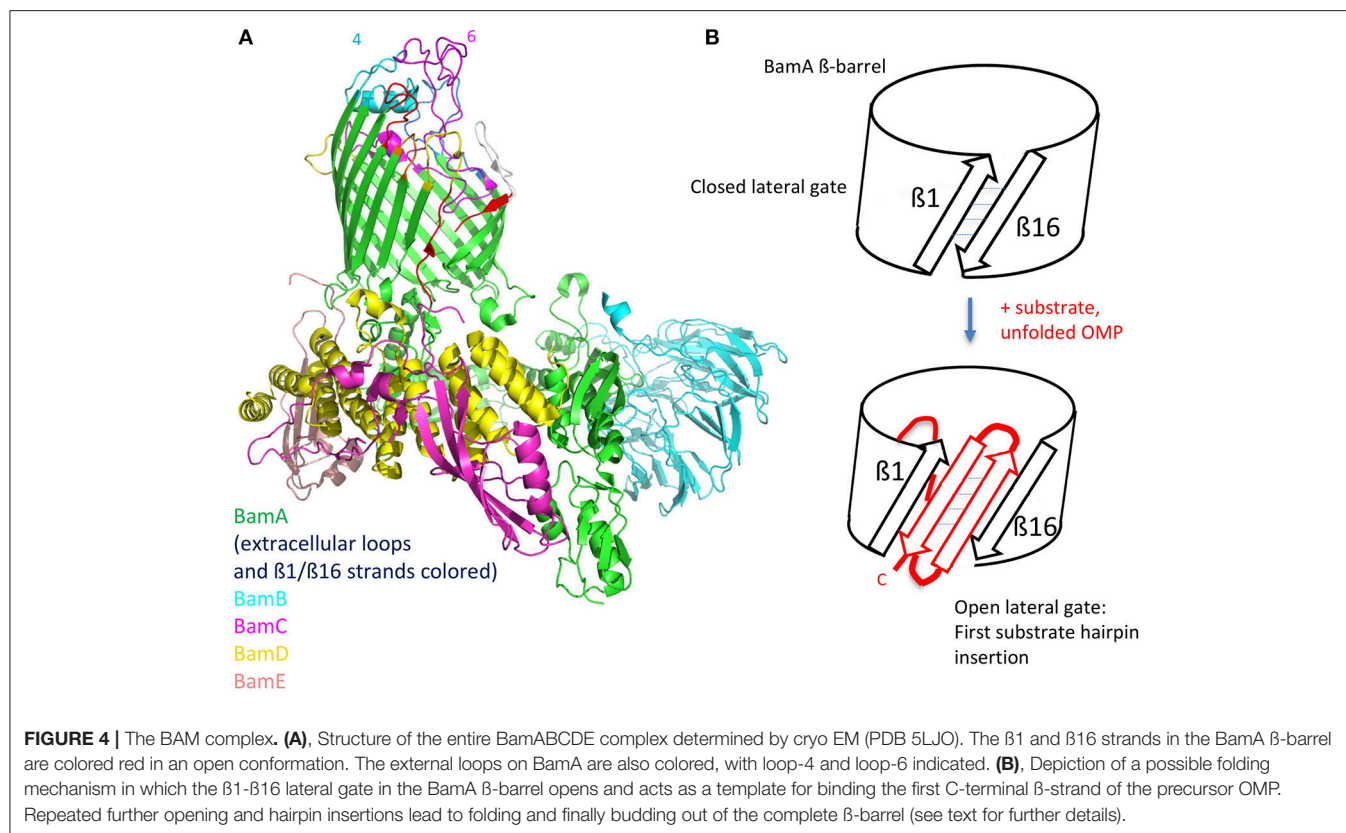 A
4
6
BamA
(extracellular loops
and ß1/ß16 strands colored)
BamB
BamC
BamD
BamE
B
BamA ß-barrel
Closed lateral gate
ß1
ß16
+ substrate,
unfolded OMP
ß1
ß16
C
Open lateral gate:
First substrate hairpin
insertion
FIGURE 4 | The BAM complex. (A), Structure of the entire BamABCDE complex determined by cryo EM (PDB 5LJO). The ß1 and ß16 strands in the BamA ß-barrel
are colored red in an open conformation. The external loops on BamA are also colored, with loop-4 and loop-6 indicated. (B), Depiction of a possible folding
mechanism in which the ß1-ß16 lateral gate in the BamA ß-barrel opens and acts as a template for binding the first C-terminal ß-strand of the precursor OMP.
Repeated further opening and hairpin insertions lead to folding and finally budding out of the complete ß-barrel (see text for further details).